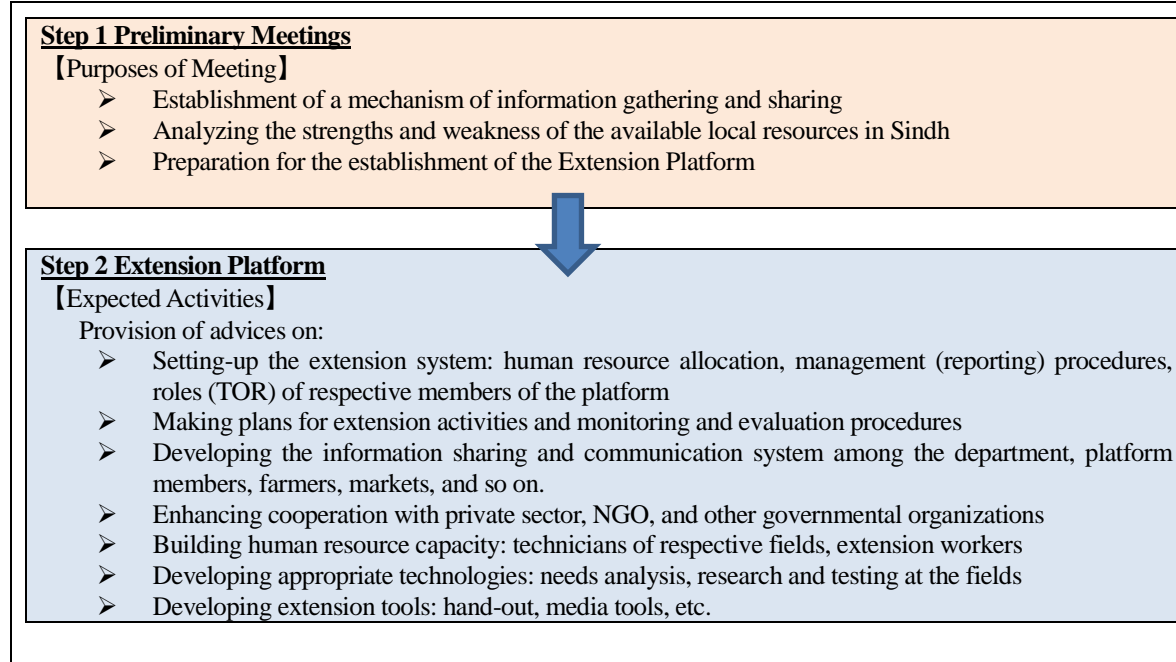 Step 1 Preliminary Meetings
【Purposes of Meeting】
➢ Establishment of a mechanism of information gathering and sharing
➢ Analyzing the strengths and weakness of the available local resources in Sindh
➢ Preparation for the establishment of the Extension Platform
Step 2 Extension Platform
【Expected Activities】
Provision of advices on:
➢ Setting-up the extension system: human resource allocation, management (reporting) procedures,
roles (TOR) of respective members of the platform
➢ Making plans for extension activities and monitoring and evaluation procedures
➢ Developing the information sharing and communication system among the department, platform
members, farmers, markets, and so on.
➢ Enhancing cooperation with private sector, NGO, and other governmental organizations
➢ Building human resource capacity: technicians of respective fields, extension workers
➢ Developing appropriate technologies: needs analysis, research and testing at the fields
➢ Developing extension tools: hand-out, media tools, etc.